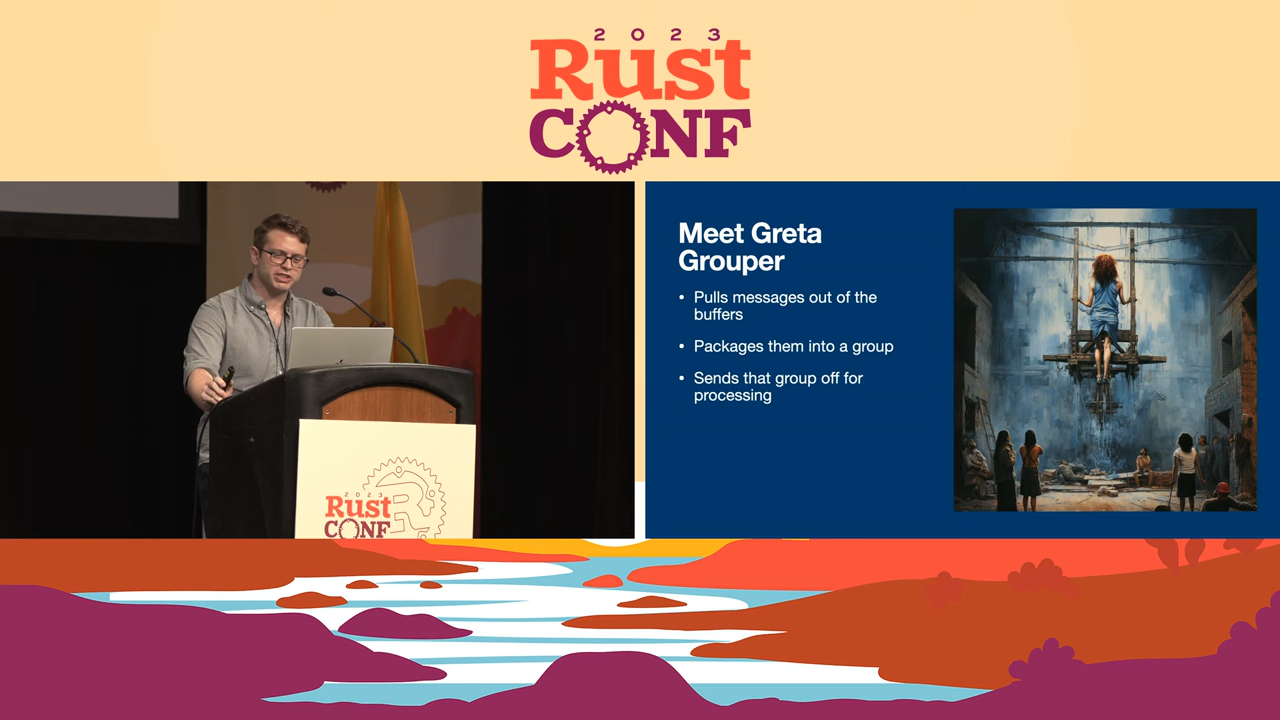 2023
Rust
CONF
Meet Greta
Grouper
• Pulls messages out of the
buffers
• Packages them into a group
• Sends that group off for
processing
2023
Rust
CONF